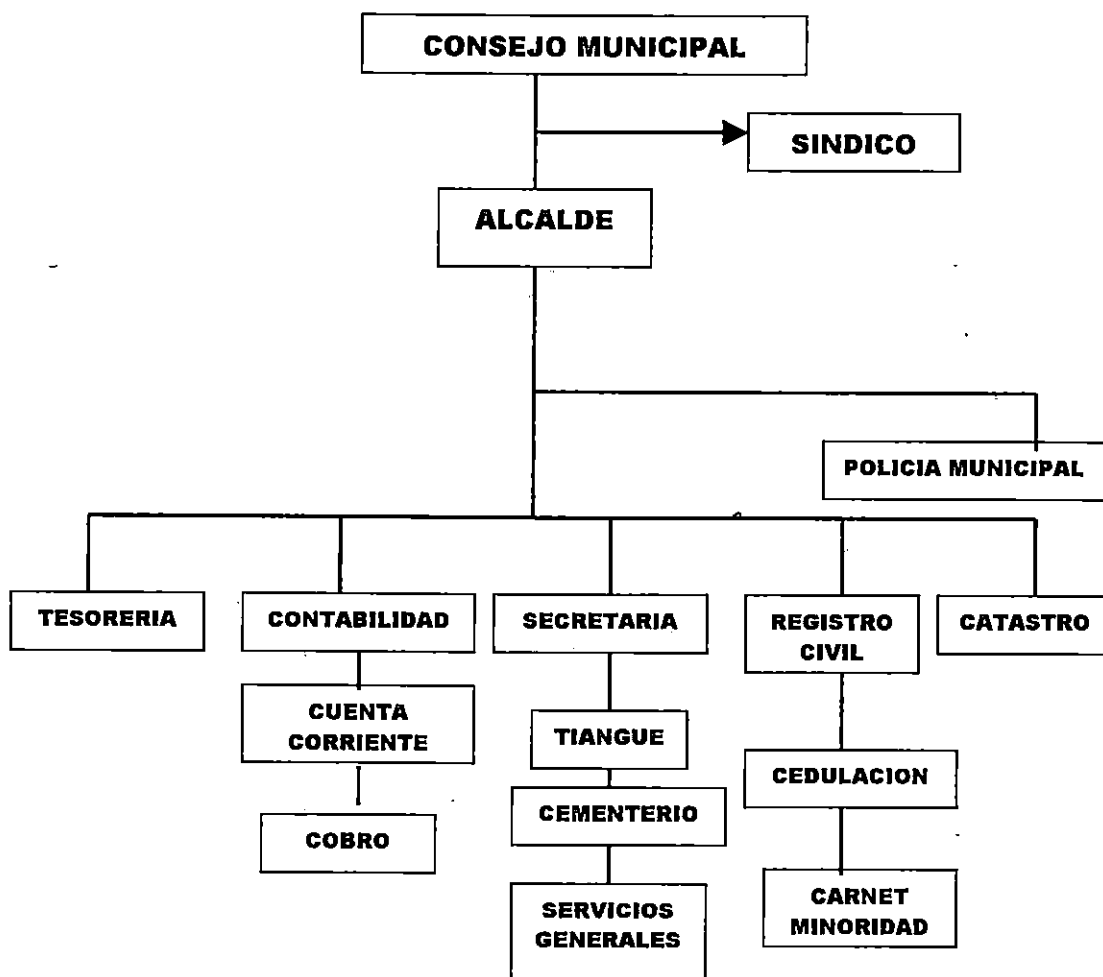 CONSEJO MUNICIPAL
SINDICO
ALCALDE
POLICIA MUNICIPAL
TESORERIA
CONTABILIDAD
SECRETARIA
REGISTRO
CIVIL
CATASTRO
CUENTA
CORRIENTE
TIANGUE
CEDULACION
CEMENTERIO
COBRO
CARNET
MINORIDAD
SERVICIOS
GENERALES